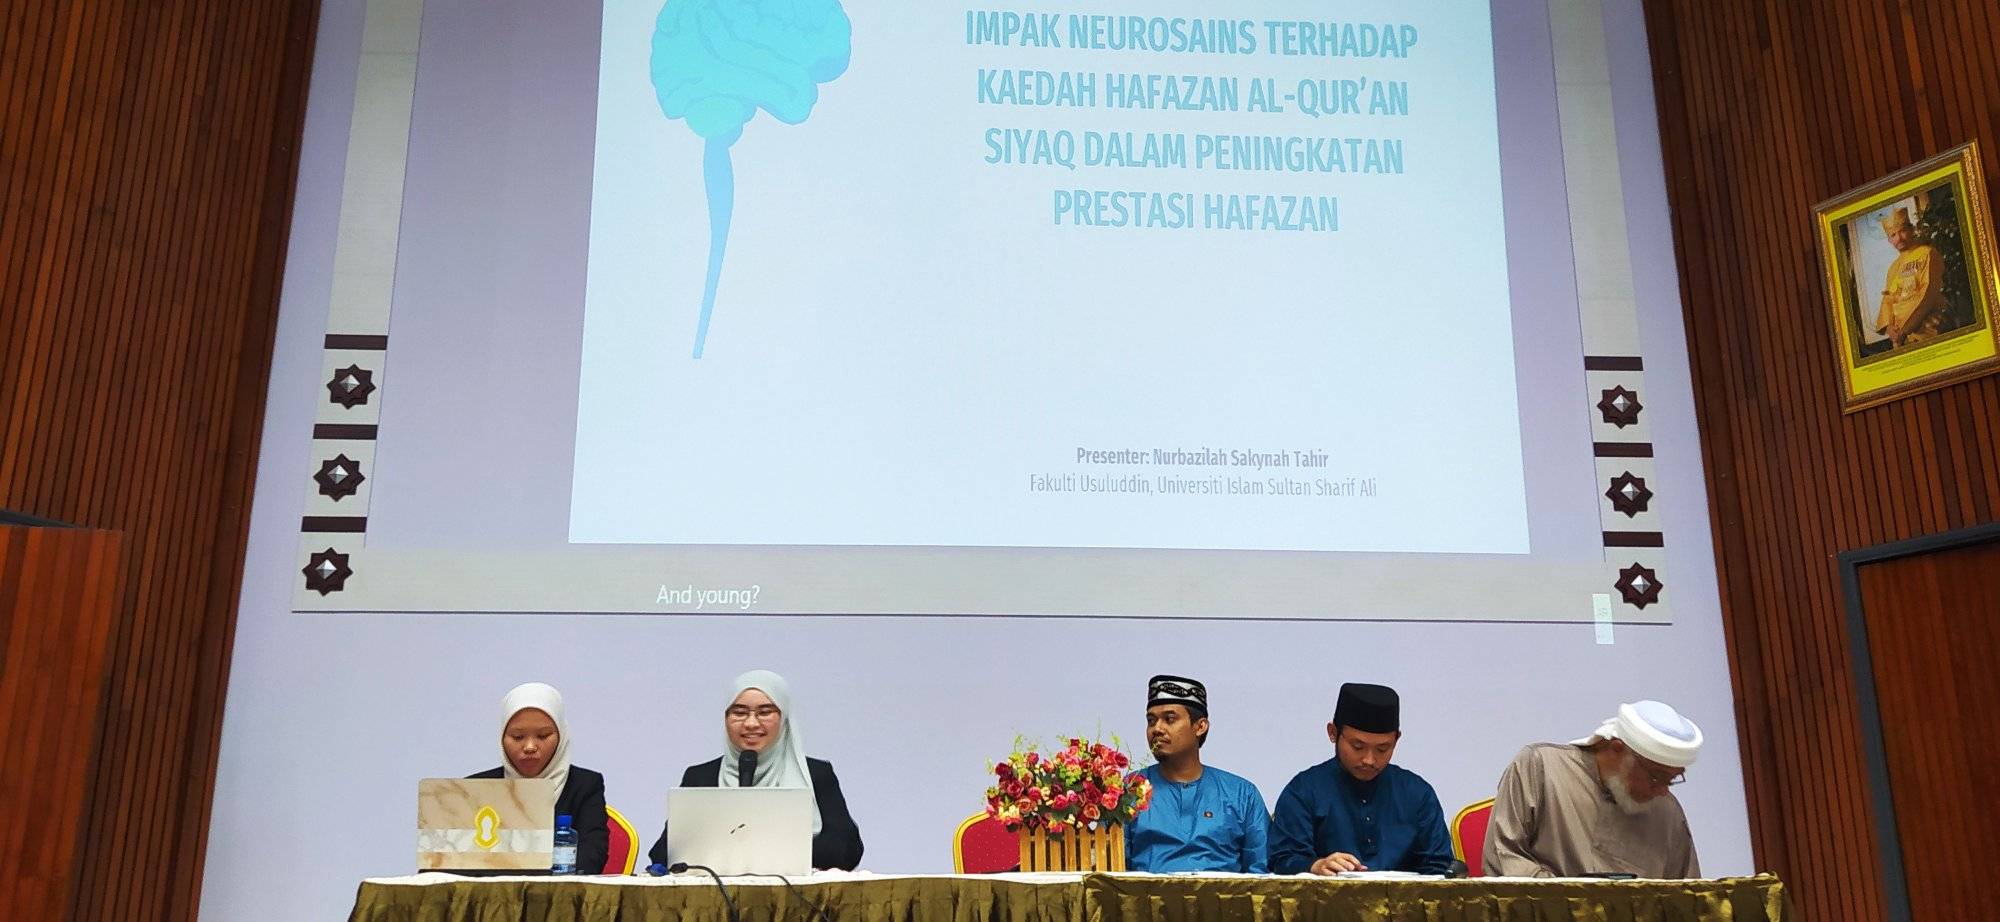 IMPAK NEUROSAINS TERHADAP
KAEDAH HAFAZAN AL-QUR'AN
SIYAQ DALAM PENINGKATAN
PRESTASI HAFAZAN
Presenter: Nurbazilah Sakynah Tahir
Fakulti Usuluddin, Universiti Islam Sultan Sharif Ali
And young?